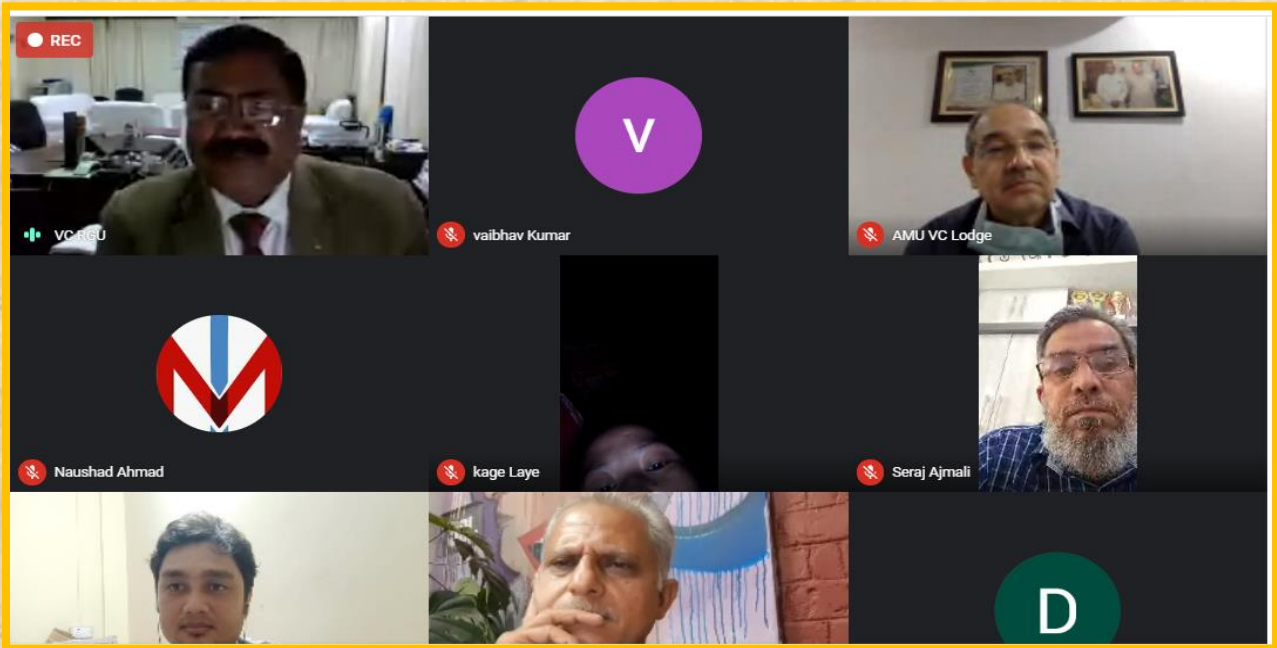 REC
VC RGU
V
vaibhav Kumar
AMU VC Lodge
Naushad Ahmad
kage Laye
Seraj Ajmali
D